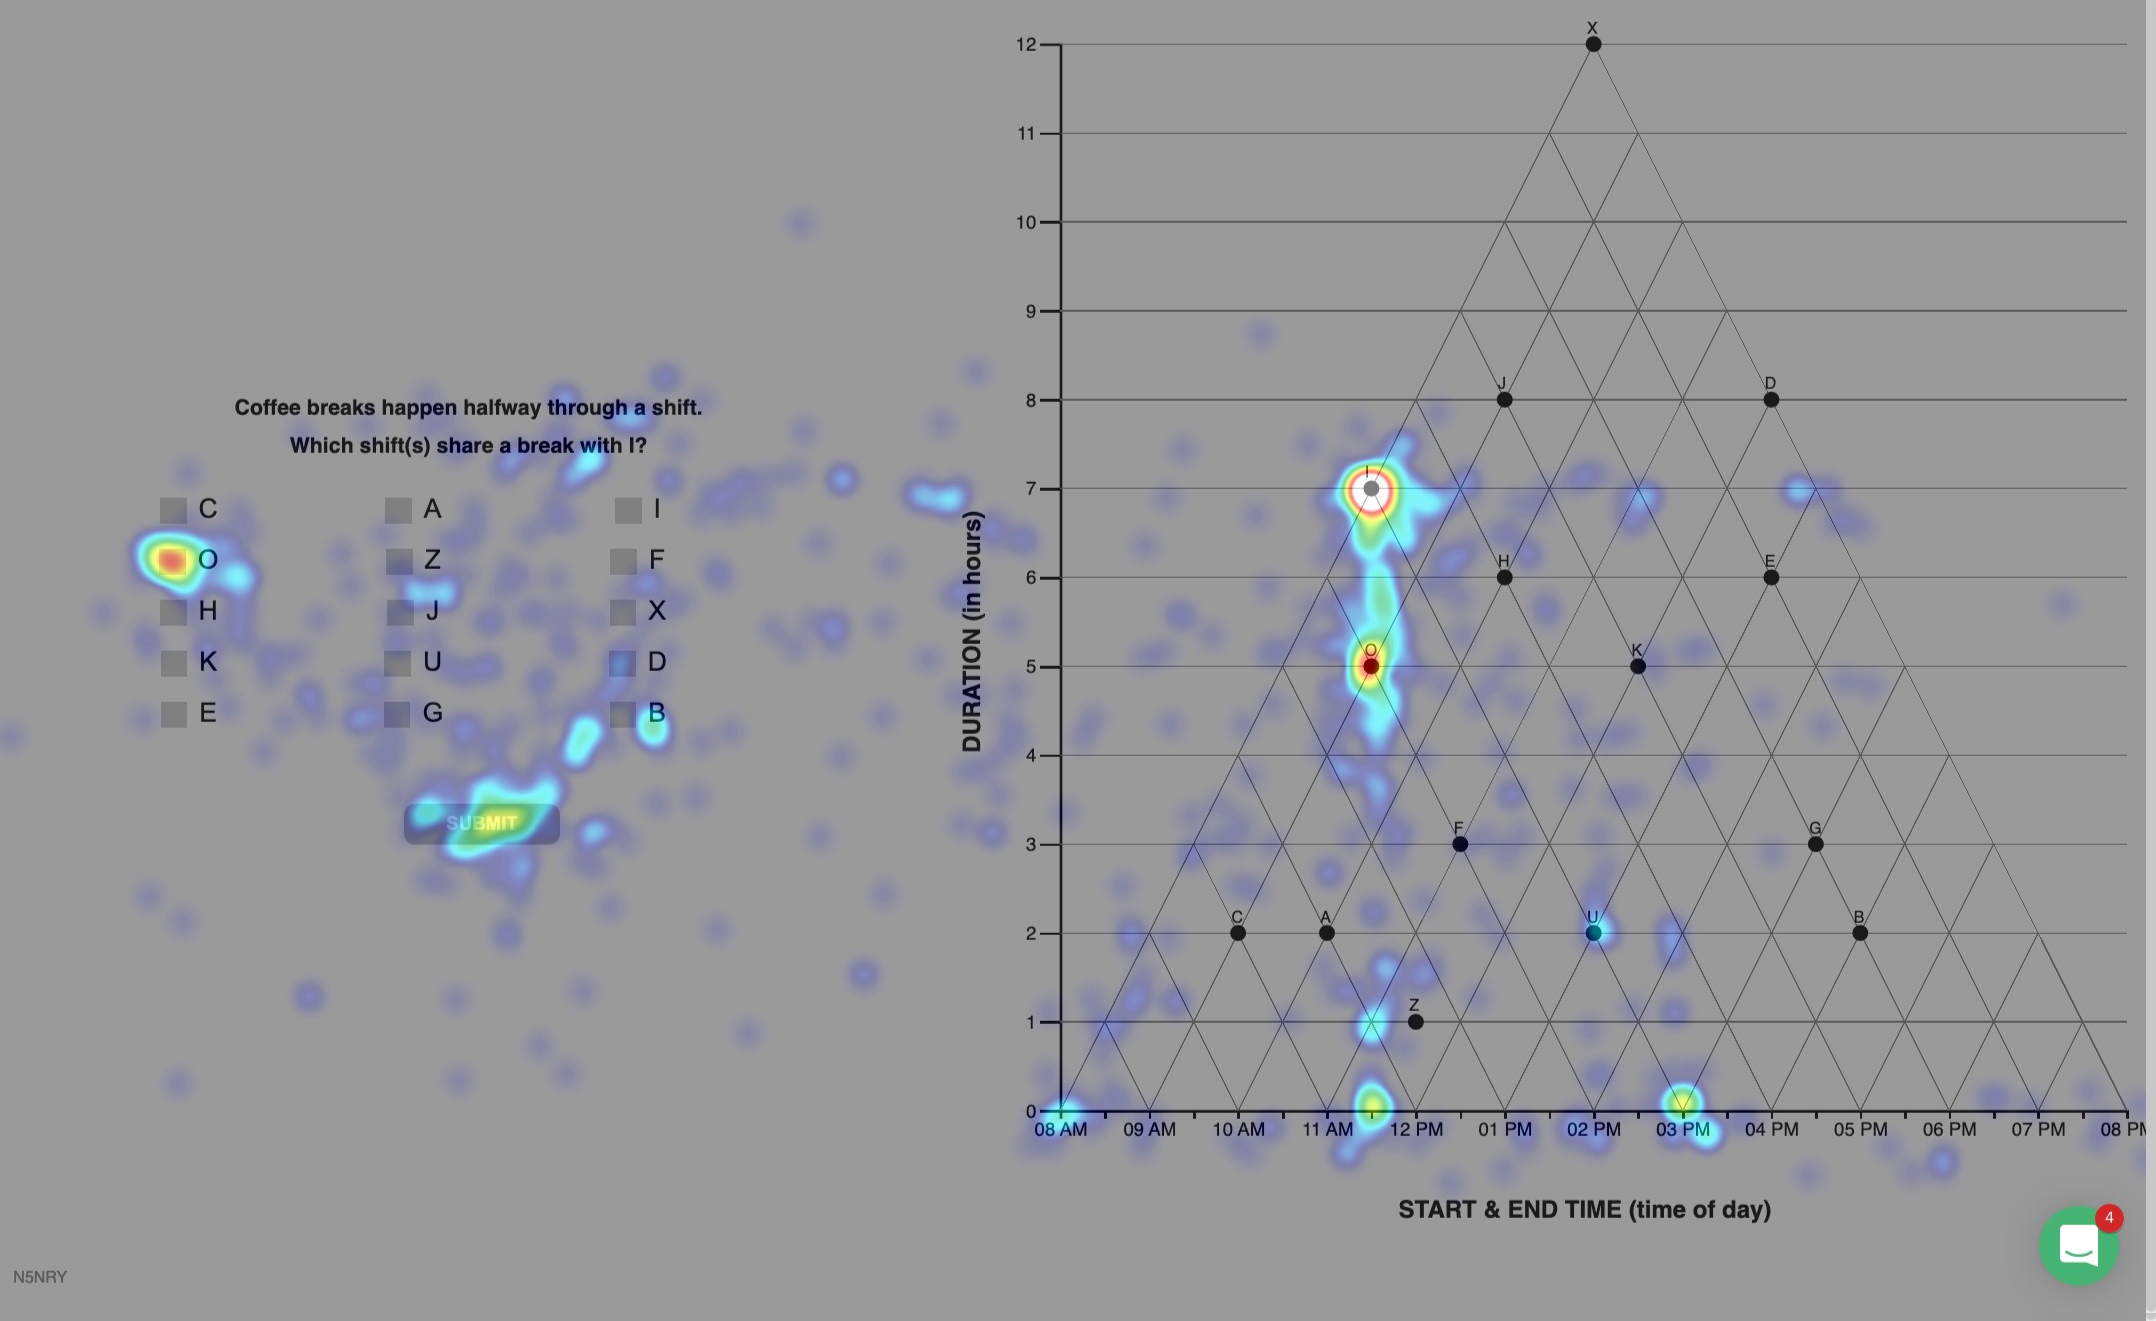 Coffee breaks happen halfway through a shift.
Which shift(s) share a break with I?
C A I
O Z F
H J X
K U D
E G B
SUBMIT
N5NRY
DURATION (in hours)
12
11
10
9
8
7
6
5
4
3
2
1
0
X
J D
I
H E
O K
F G
C A U B
Z
08 AM 09 AM 10 AM 11 AM 12 PM 01 PM 02 PM 03 PM 04 PM 05 PM 06 PM 07 PM 08 PM
START & END TIME (time of day)
4